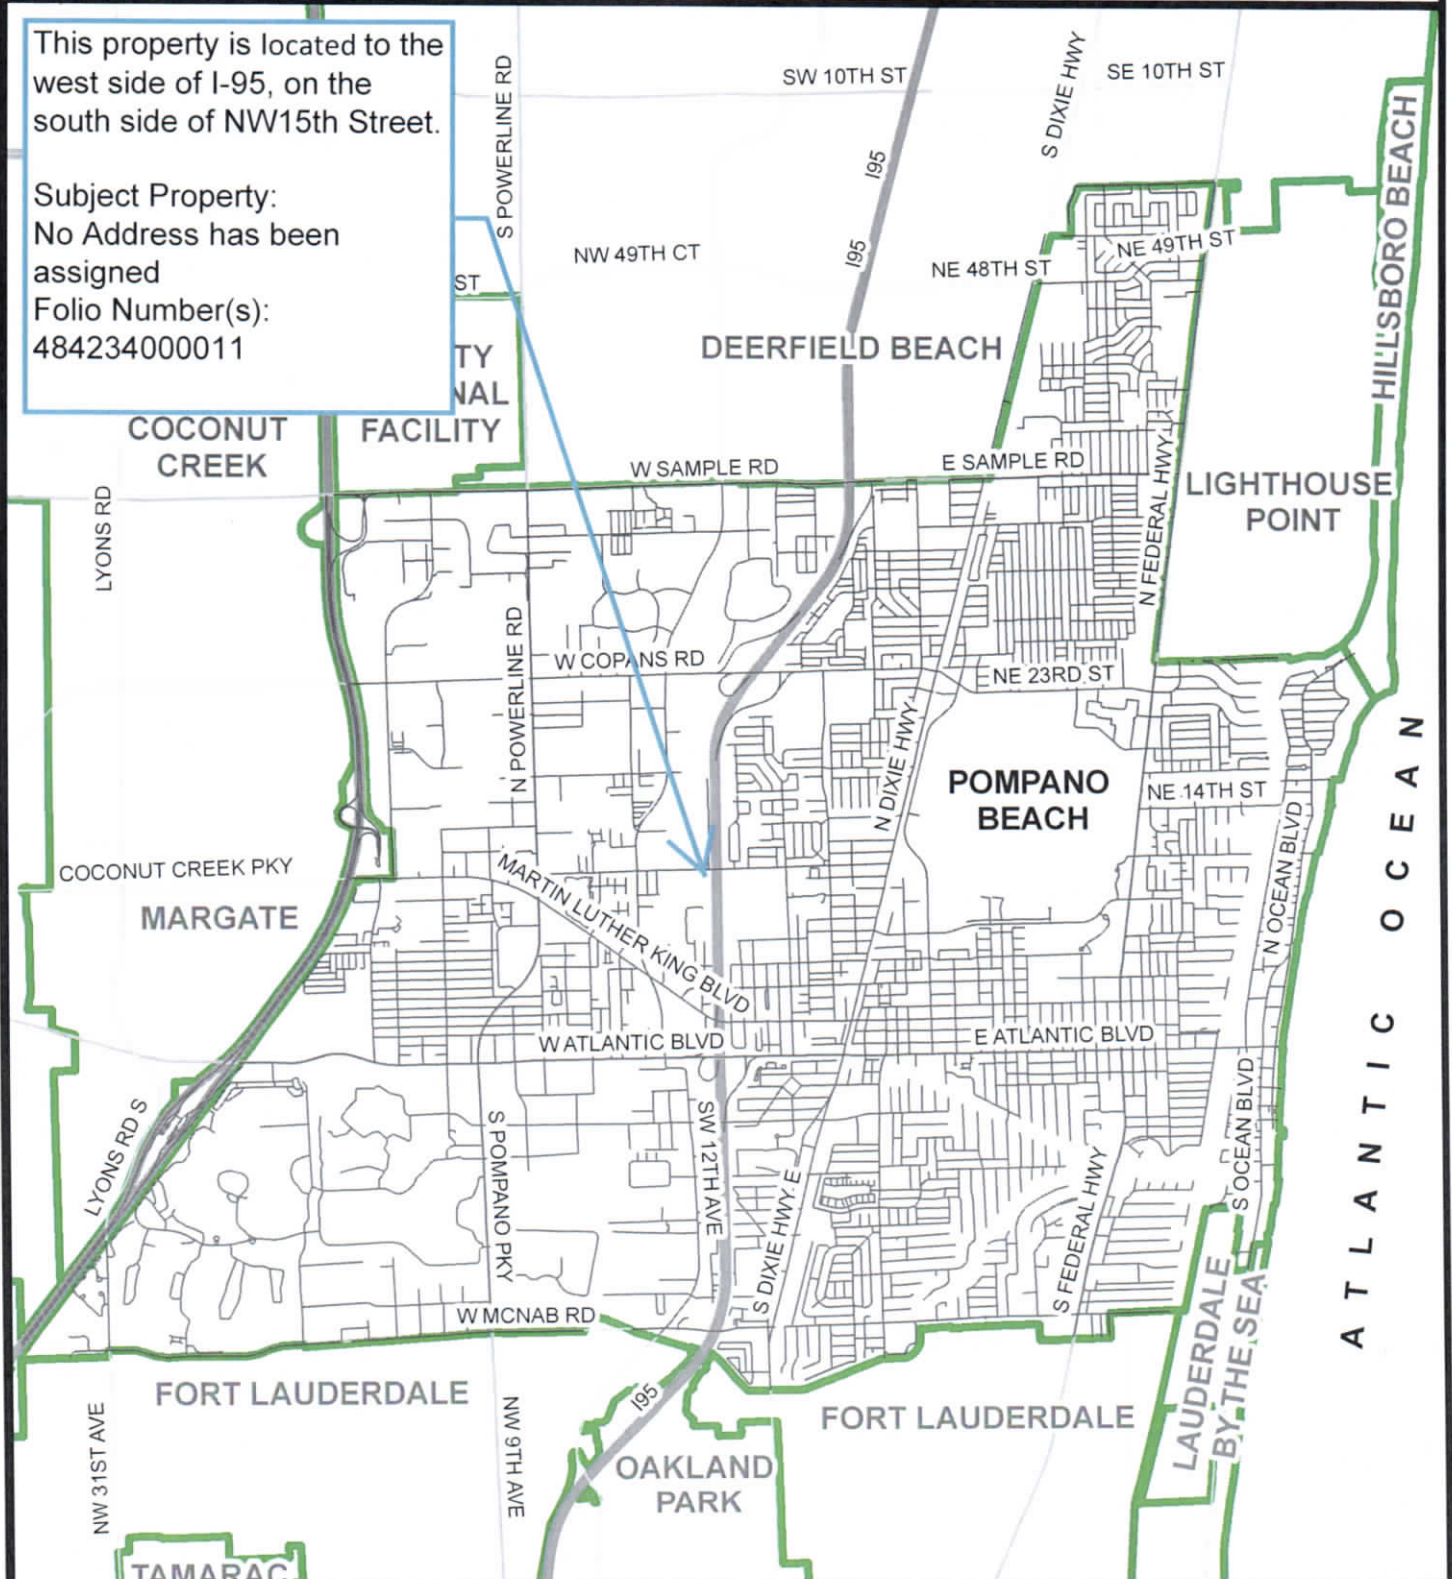 This property is located to the
west side of I-95, on the
south side of NW15th Street.
Subject Property:
No Address has been
assigned
Folio Number(s):
484234000011
S POWERLINE RD
SW 10TH ST
S DIXIE HWY
SE 10TH ST
I95
HILLSBORO BEACH
I95
NW 49TH CT
NE 48TH ST
NE 49TH ST
ST
DEERFIELD BEACH
TY
NAL
FACILITY
COCONUT
CREEK
W SAMPLE RD
E SAMPLE RD
LYONS RD
N FEDERAL HWY
LIGHTHOUSE
POINT
N POWERLINE RD
W COPANS RD
NE 23RD ST
N DIXIE HWY
POMPANO
BEACH
NE 14TH ST
N OCEAN BLVD
ATLANTIC OCEAN
COCONUT CREEK PKY
MARGATE
MARTIN LUTHER KING BLVD
W ATLANTIC BLVD
E ATLANTIC BLVD
LYONS RD S
S POMPANO PKY
SW 12TH AVE
S DIXIE HWY E
S FEDERAL HWY
S OCEAN BLVD
W MCNAB RD
LAUDERDALE
BY THE SEA
FORT LAUDERDALE
I95
FORT LAUDERDALE
NW 31ST AVE
NW 9TH AVE
OAKLAND
PARK
TAMARAC